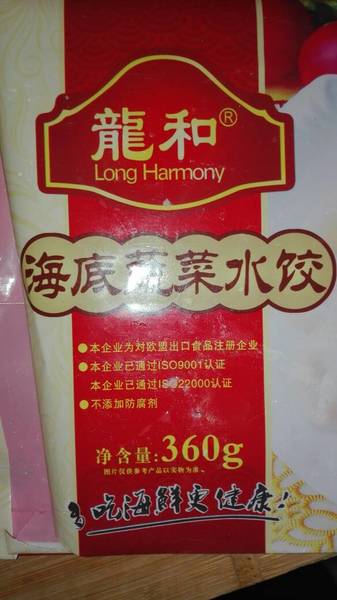 龍和®
Long Harmony
海底蔬菜水饺
●本企业为对欧盟出口食品注册企业
●本企业已通过ISO9001认证
本企业已通过ISO22000认证
●不添加防腐剂
净含量:360g
图片仅供参考产品以实物为准。
吃海鲜更健康!